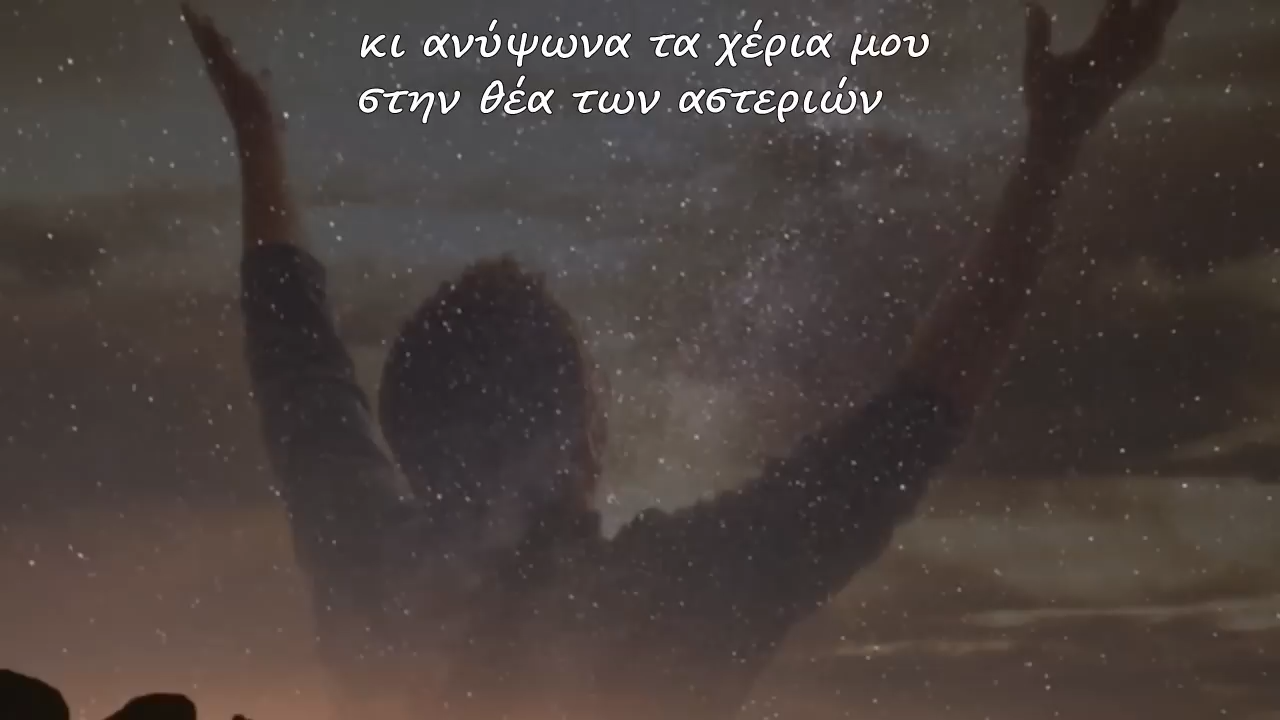 κι ανύψωνα τα χέρια μου
στην θέα των αστεριών